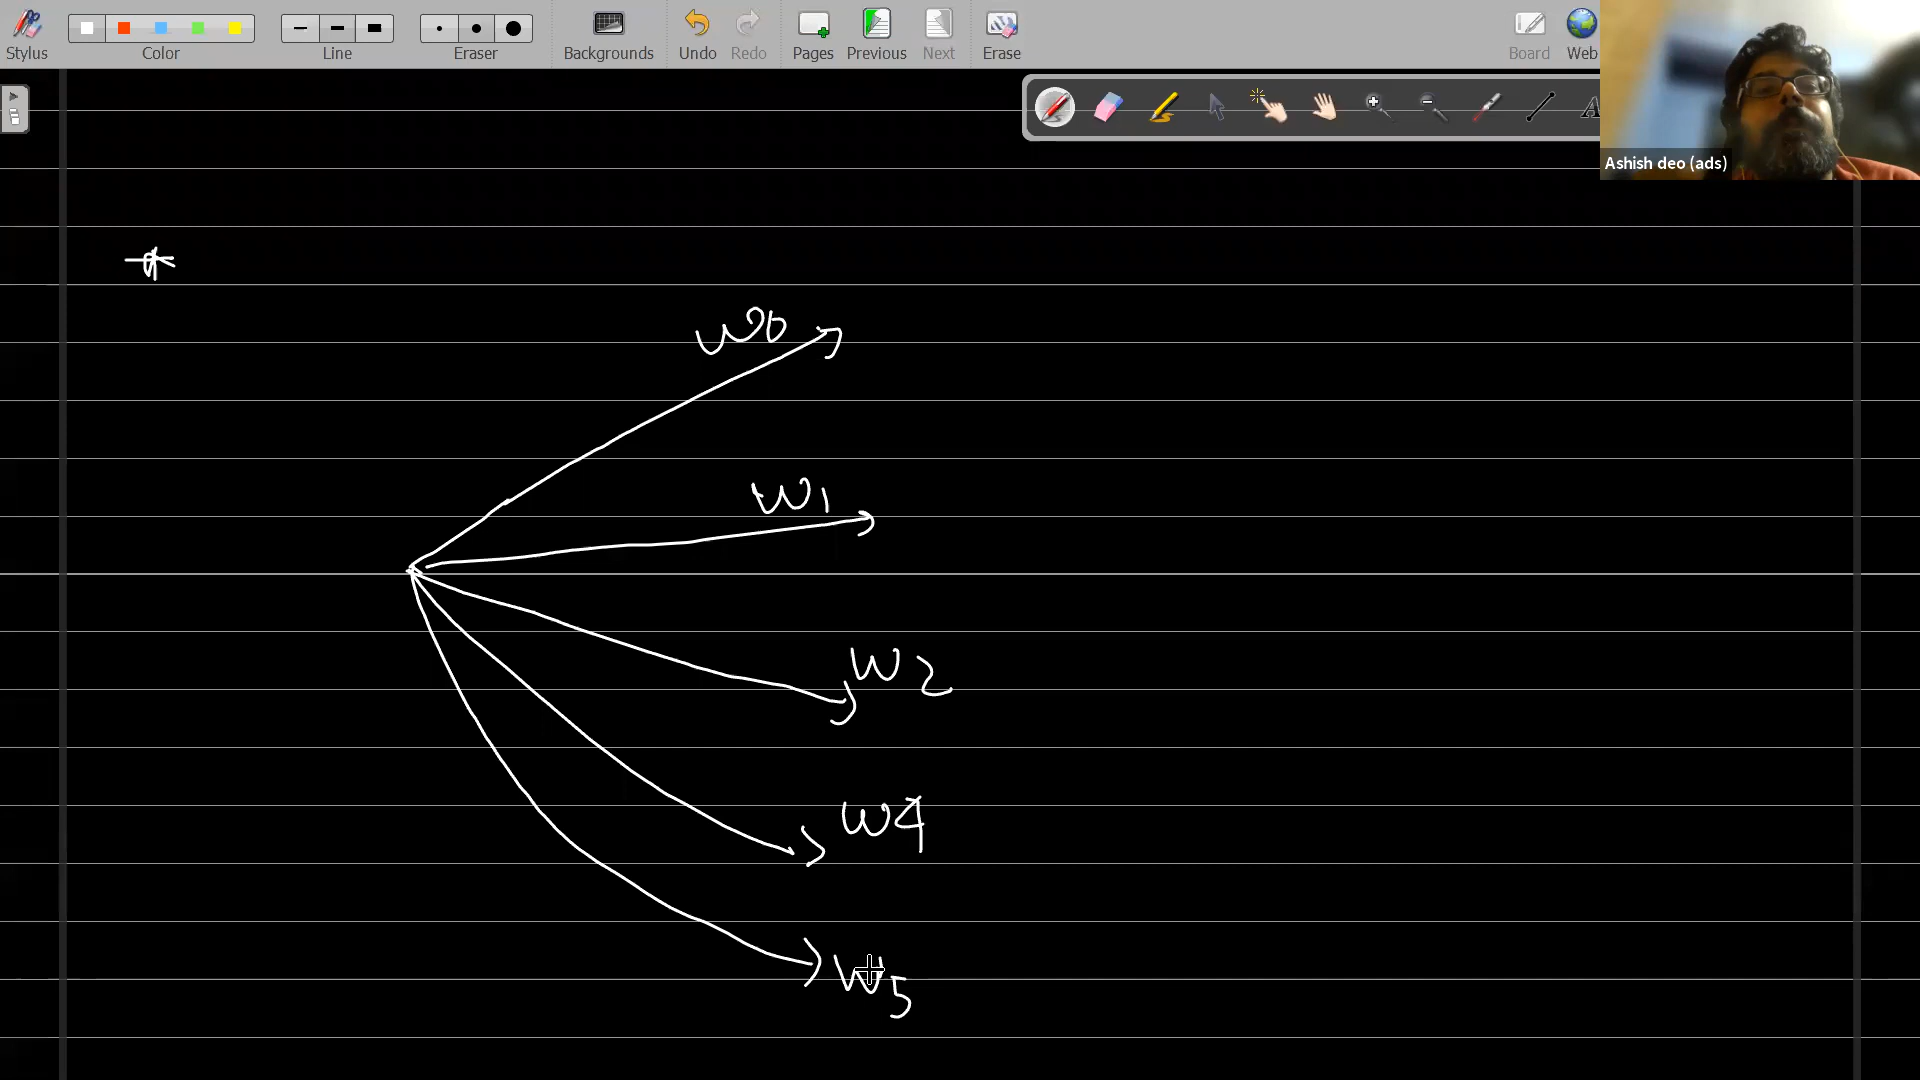 Stylus
Color
Line
Eraser
Backgrounds
Undo
Redo
Pages
Previous
Next
Erase
Board
Web
A
Ashish deo (ads)
w0
w1
w2
w4
w5